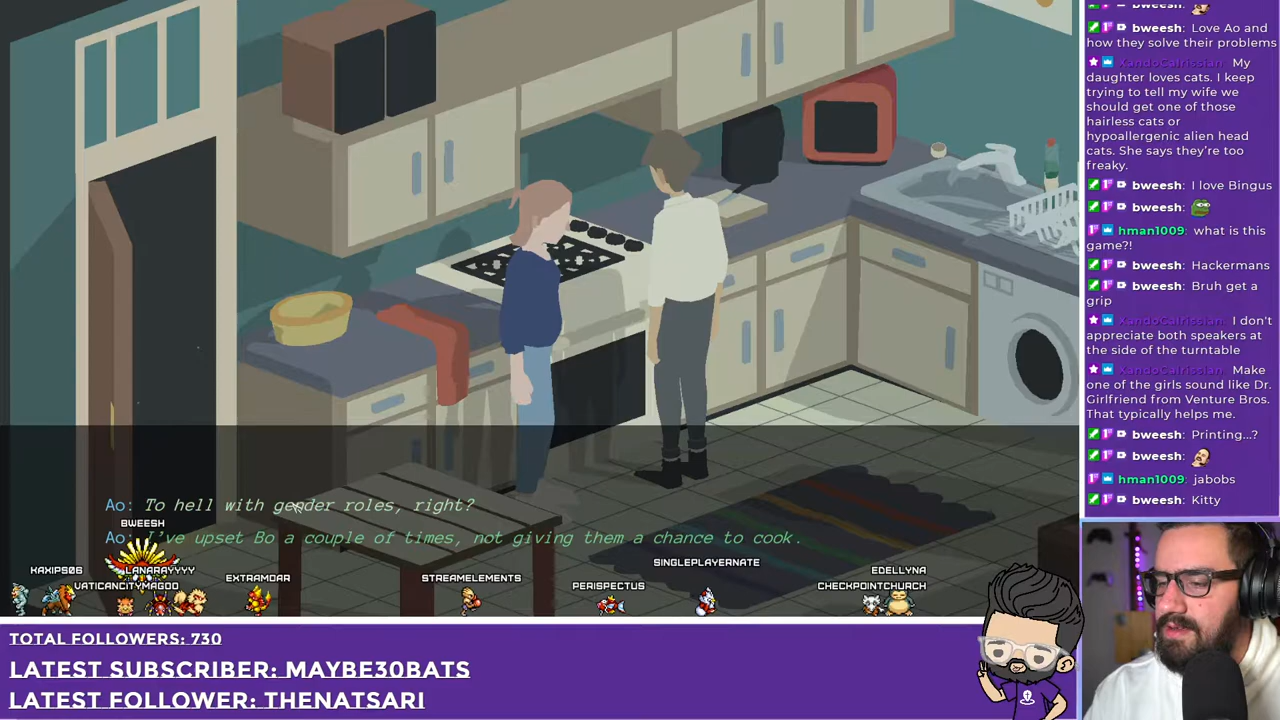 bweesh:
bweesh: Love Ao and
how they solve their problems
XandoCalrissian: My
daughter loves cats. I keep
trying to tell my wife we
should get one of those
hairless cats or
hypoallergenic alien head
cats. She says they're too
freaky.
bweesh: I love Bingus
bweesh:
hman1009: what is this
game?!
bweesh: Hackermans
bweesh: Bruh get a
grip
XandoCalrissian: I don't
appreciate both speakers at
the side of the turntable
XandoCalrissian: Make
one of the girls sound like Dr.
Girlfriend from Venture Bros.
That typically helps me.
bweesh: Printing...?
bweesh:
hman1009: jabobs
bweesh: Kitty
Ao: To hell with gender roles, right?
Ao: I've upset Bo a couple of times, not giving them a chance to cook.
BWEESH
KAXIP506
LANARAYYYY
VATICANCITYMAGOO
EXTRAMOAR
STREAMELEMENTS
PERISPECTUS
SINGLEPLAYERNATE
EDELLYNA
CHECKPOINTCHURCH
TOTAL FOLLOWERS: 730
LATEST SUBSCRIBER: MAYBE30BATS
LATEST FOLLOWER: THENATSARI